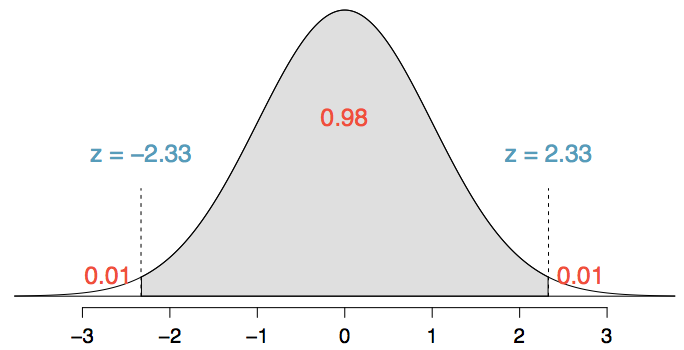 0.98
z = −2.33
z = 2.33
0.01
0.01
−3 −2 −1 0 1 2 3